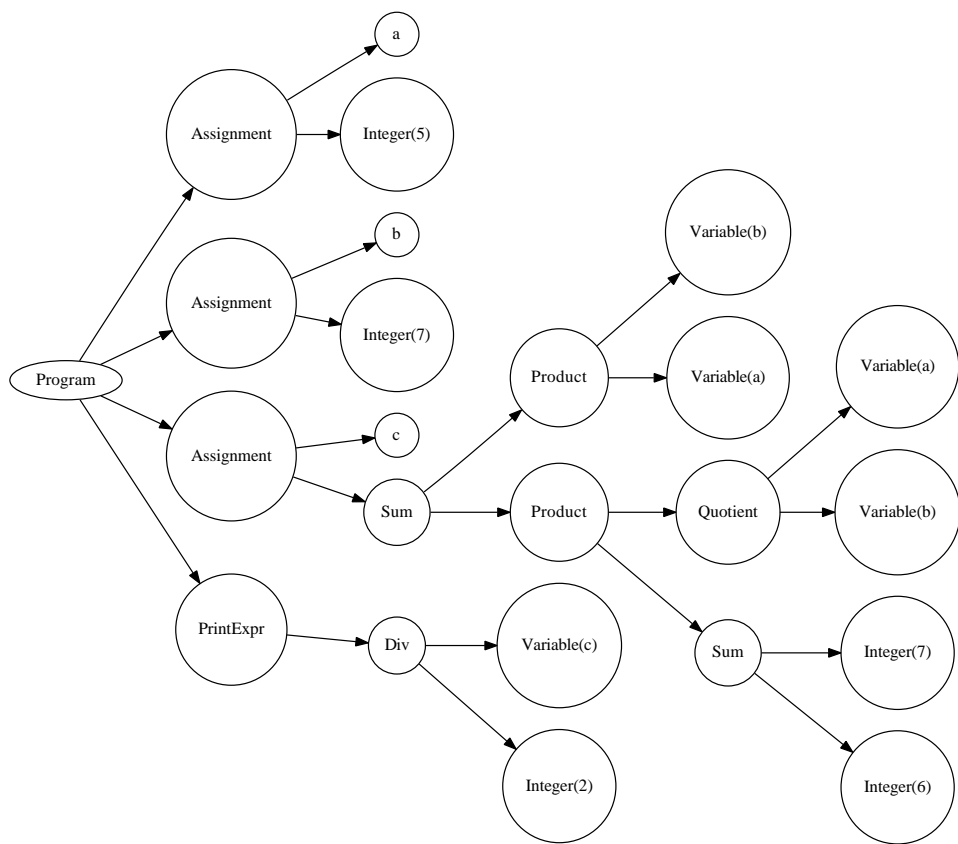 a
Assignment
Integer(5)
b
Variable(b)
Assignment
Integer(7)
Program
Product
Variable(a)
Variable(a)
c
Assignment
Sum
Product
Quotient
Variable(b)
PrintExpr
Div
Variable(c)
Sum
Integer(7)
Integer(2)
Integer(6)